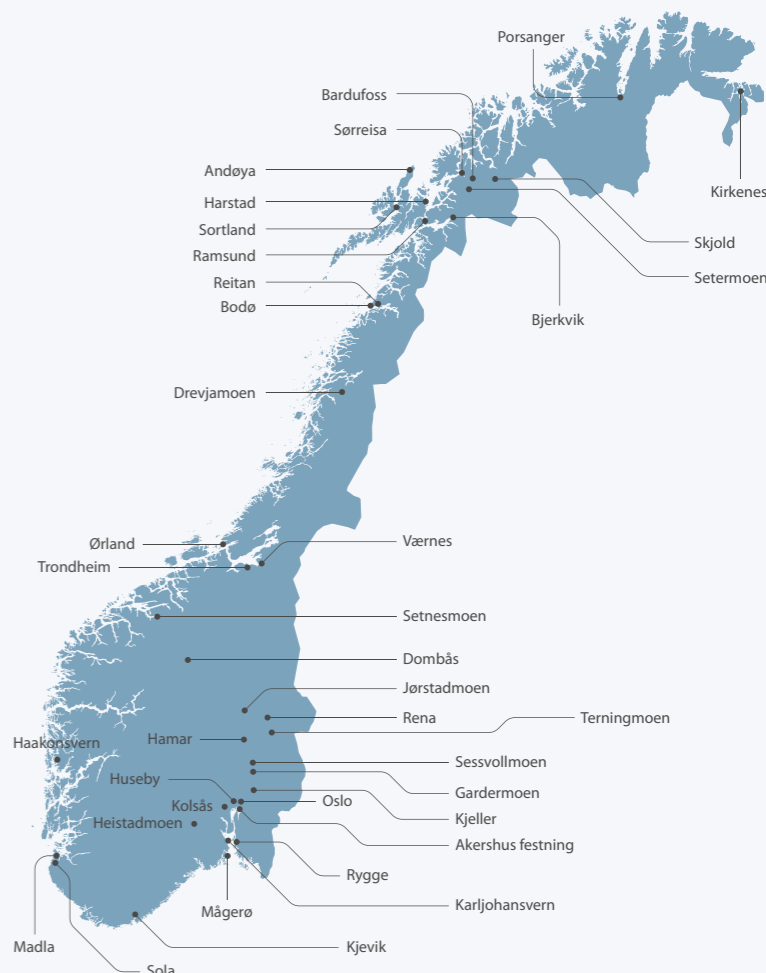 Porsanger
Bardufoss
Sørreisa
Andøya
Kirkenes
Harstad
Sortland
Skjold
Ramsund
Setermoen
Reitan
Bodø
Bjerkvik
Drevjamoen
Ørland
Værnes
Trondheim
Setnesmoen
Dombås
Jørstadmoen
Rena
Terningmoen
Hamar
Haakonsvern
Sessvollmoen
Huseby
Gardermoen
Kolsås
Oslo
Kjeller
Heistadmoen
Akershus festning
Rygge
Karljohansvern
Mågerø
Madla
Kjevik
Sola